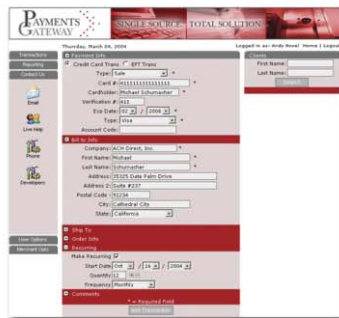 PAYMENTS GATEWAY
SINGLE SOURCE TOTAL SOLUTION
Thursday, March 04, 2004
Logged in as: Andy Rosal Home | Logout
Transactions
Reporting
Contact Us
Email
Live Help
Phone
Developers
User Options
Merchant Opts
Payment Info
Credit Card Trans EFT Trans
Type: Sale *
Card #: 4111111111111111 *
Cardholder: Michael Schumacher *
Verification #: 411
Exp Date: 02 / 2006 *
Type: Visa *
Account Code:
Bill to Info
Company: ACH Direct, Inc. *
First Name: Michael *
Last Name: Schumacher *
Address: 35325 Date Palm Drive
Address 2: Suite #237
Postal Code: 92234
City: Cathedral City
State: California
Ship To
Order Info
Recurring
Make Recurring
Start Date Oct / 16 / 2004
Quantity 12
Frequency Monthly
Comments
* = Required Field
Add Transaction
Clients
First Name:
Last Name:
Search